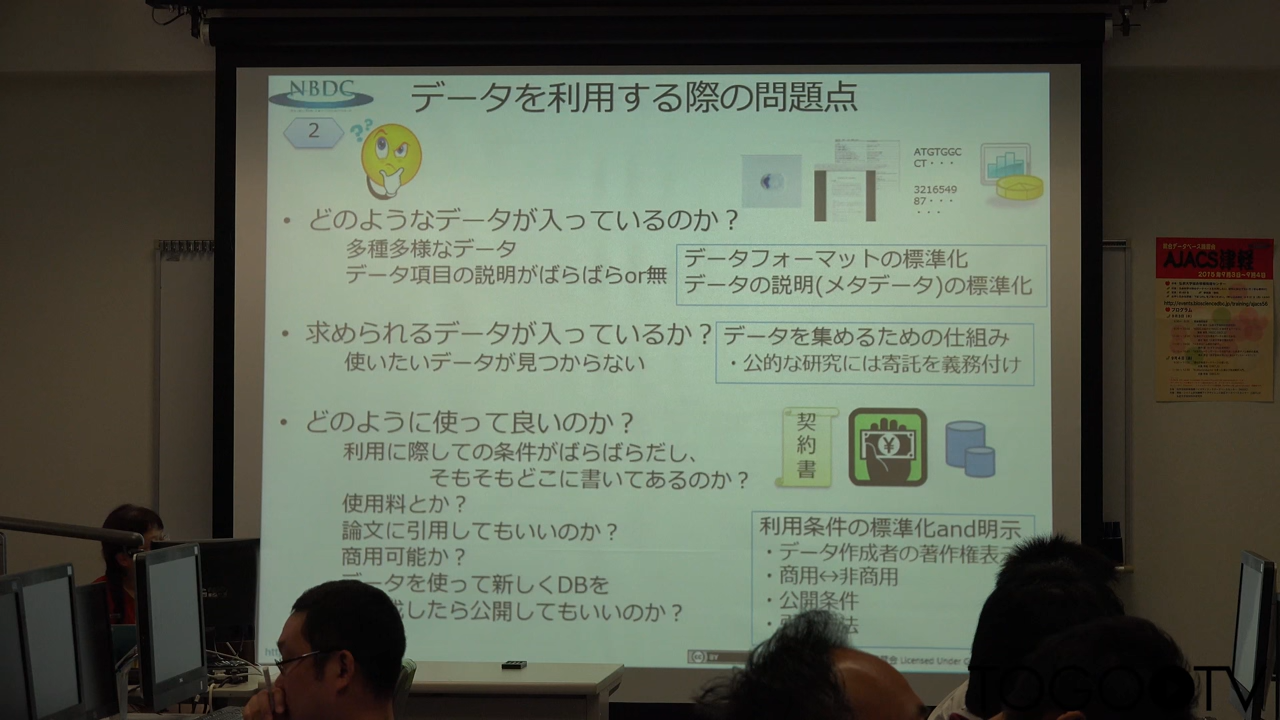 NBDC
データを利用する際の問題点
2
??
ATGTGGC
CT・・・
3216549
87・・・
・・・
・ どのようなデータが入っているのか？
多種多様なデータ
データ項目の説明がばらばらor無
データフォーマットの標準化
データの説明(メタデータ)の標準化
・ 求められるデータが入っているか？
使いたいデータが見つからない
データを集めるための仕組み
・公的な研究には寄託を義務付け
・ どのように使って良いのか？
利用に際しての条件がばらばらだし、
そもそもどこに書いてあるのか？
使用料とか？
論文に引用してもいいのか？
商用可能か？
データを使って新しくDBを
したら公開してもいいのか？
契約書
¥
利用条件の標準化and明示
・データ作成者の著作権表示
・商用↔非商用
・公開条件
cc BY
Licensed Under
AJACS
TOGO TV